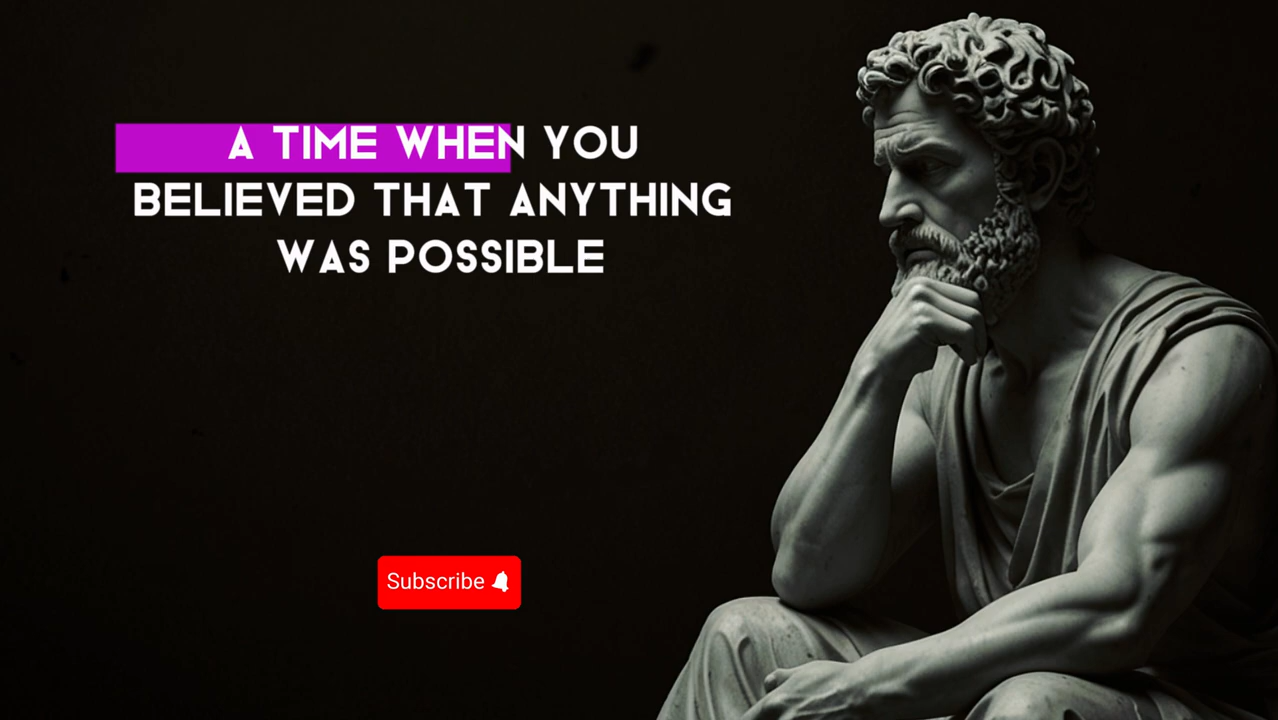 A TIME WHEN YOU
BELIEVED THAT ANYTHING
WAS POSSIBLE
Subscribe